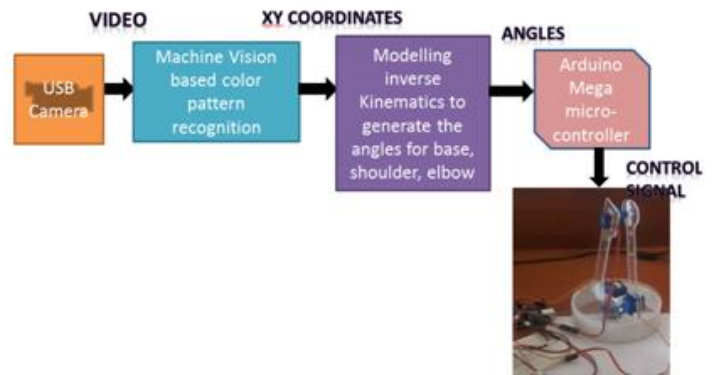 VIDEO
XY COORDINATES
ANGLES
USB
Camera
Machine Vision
based color
pattern
recognition
Modelling
inverse
Kinematics to
generate the
angles for base,
shoulder, elbow
Arduino
Mega
micro-
controller
CONTROL
SIGNAL